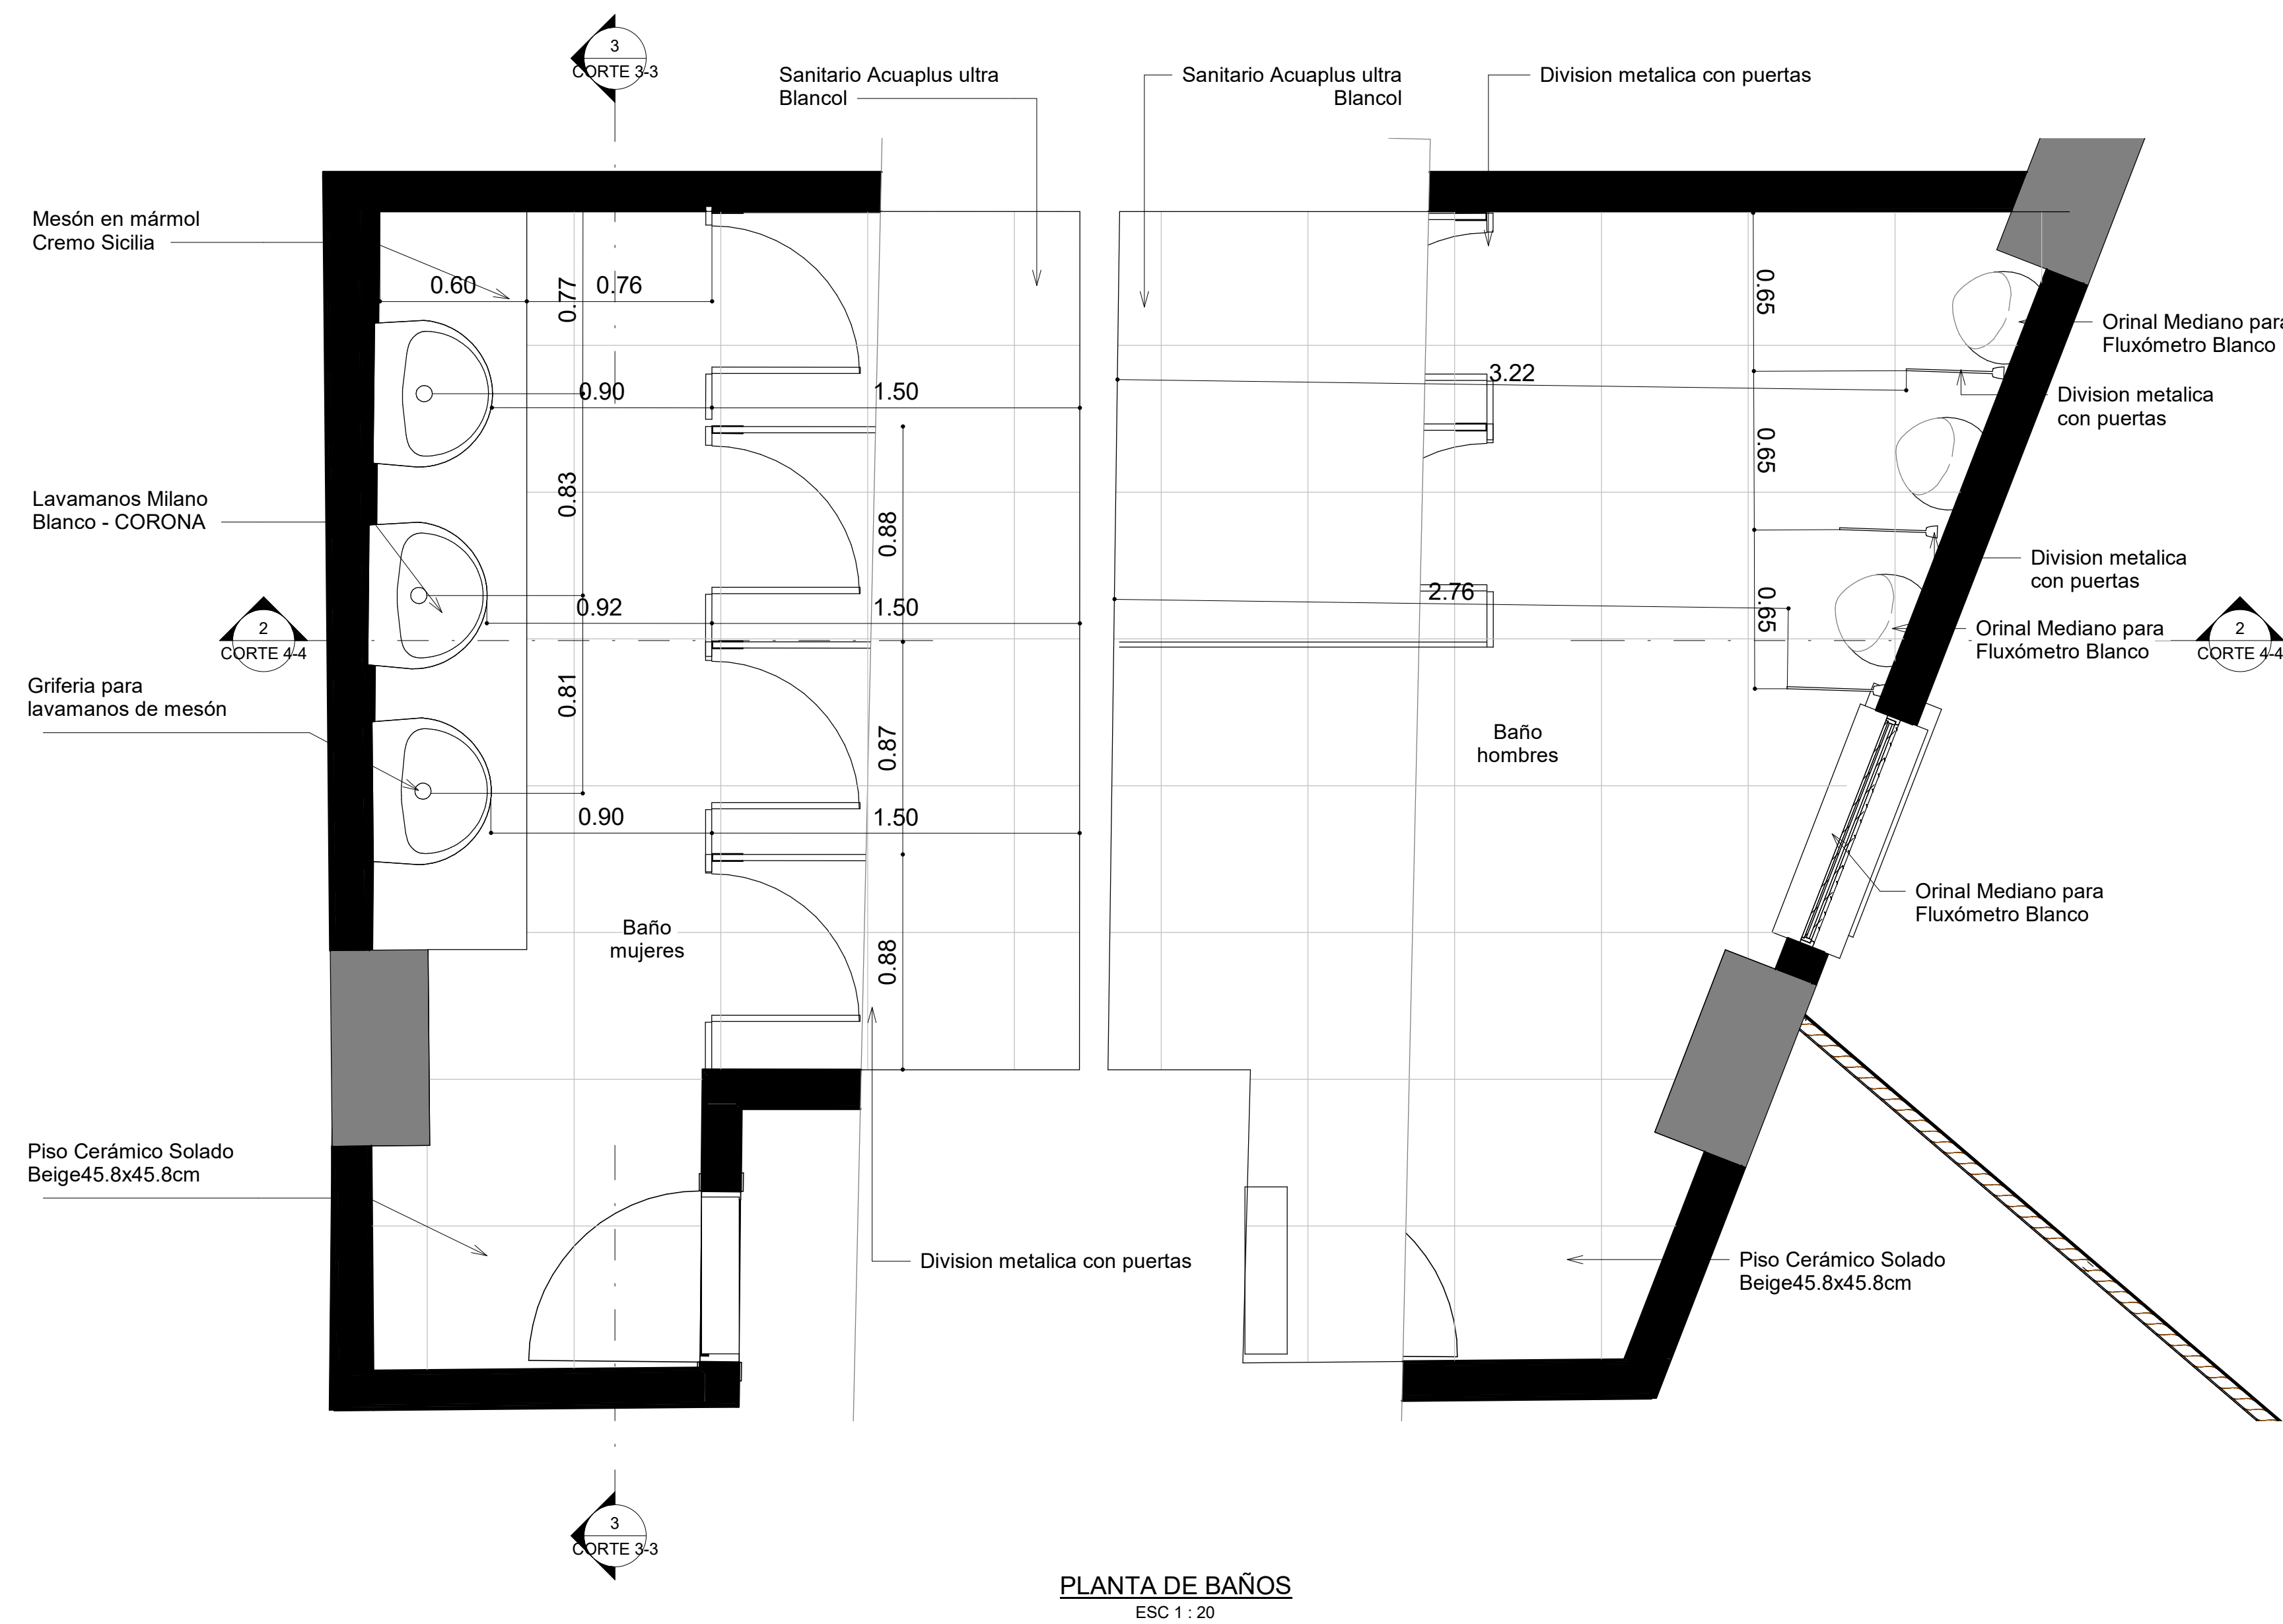 3
CORTE 3-3
Sanitario Acuaplus ultra
Blancol
Sanitario Acuaplus ultra
Blancol
Division metalica con puertas
Mesón en mármol
Cremo Sicilia
0.60
0.77
0.76
0.65
Orinal Mediano para
Fluxómetro Blanco
3.22
0.90
1.50
Division metalica
con puertas
0.65
Lavamanos Milano
Blanco - CORONA
0.83
0.88
Division metalica
con puertas
2.76
0.65
0.92
1.50
2
CORTE 4-4
Orinal Mediano para
Fluxómetro Blanco
2
CORTE 4-4
Griferia para
lavamanos de mesón
0.81
0.87
Baño
hombres
0.90
1.50
Orinal Mediano para
Fluxómetro Blanco
Baño
mujeres
0.88
Piso Cerámico Solado
Beige45.8x45.8cm
Division metalica con puertas
Piso Cerámico Solado
Beige45.8x45.8cm
3
CORTE 3-3
PLANTA DE BAÑOS
ESC 1 : 20